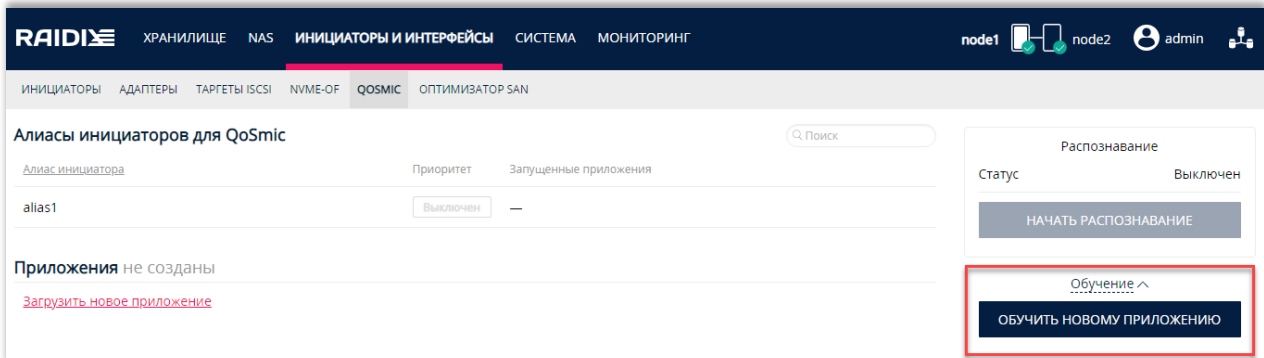 RAIDIX ХРАНИЛИЩЕ NAS ИНИЦИАТОРЫ И ИНТЕРФЕЙСЫ СИСТЕМА МОНИТОРИНГ node1 node2 admin
ИНИЦИАТОРЫ АДАПТЕРЫ ТАРГЕТЫ ISCSI NVME-OF QOSMIC ОПТИМИЗАТОР SAN
Алиасы инициаторов для QoSmic Поиск
Алиас инициатора Приоритет Запущенные приложения
alias1 Выключен —
Приложения не созданы
Загрузить новое приложение
Распознавание
Статус Выключен
НАЧАТЬ РАСПОЗНАВАНИЕ
Обучение
ОБУЧИТЬ НОВОМУ ПРИЛОЖЕНИЮ